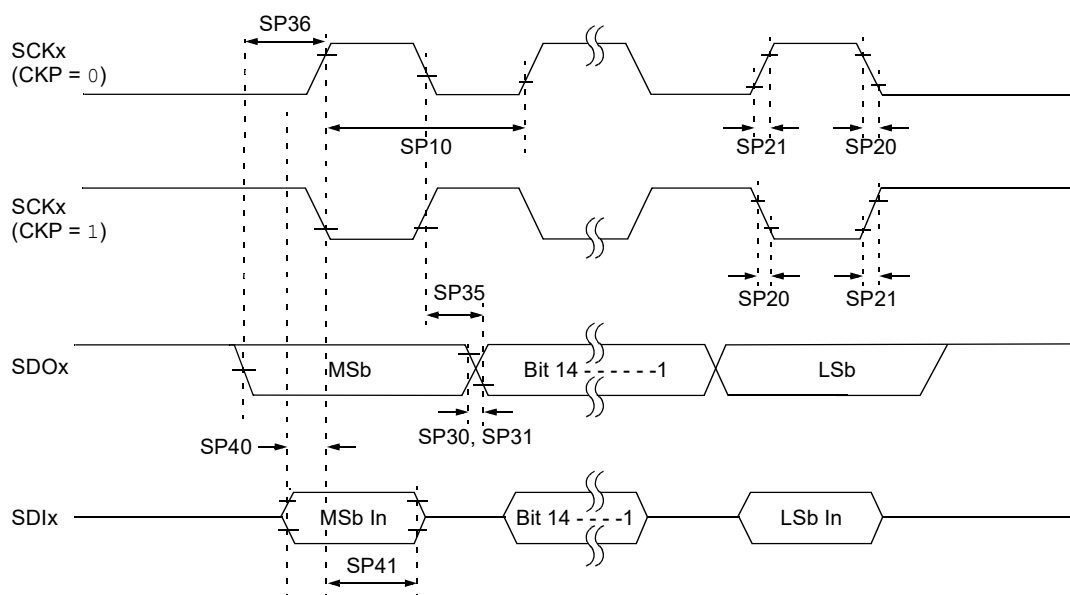 SP36
SCKx
(CKP = 0)
SP10
SP21
SP20
SCKx
(CKP = 1)
SP35
SP20
SP21
SDOx
MSb
Bit 14 - - - - - -1
LSb
SP30, SP31
SP40
SDIx
MSb In
Bit 14 - - - - -1
LSb In
SP41